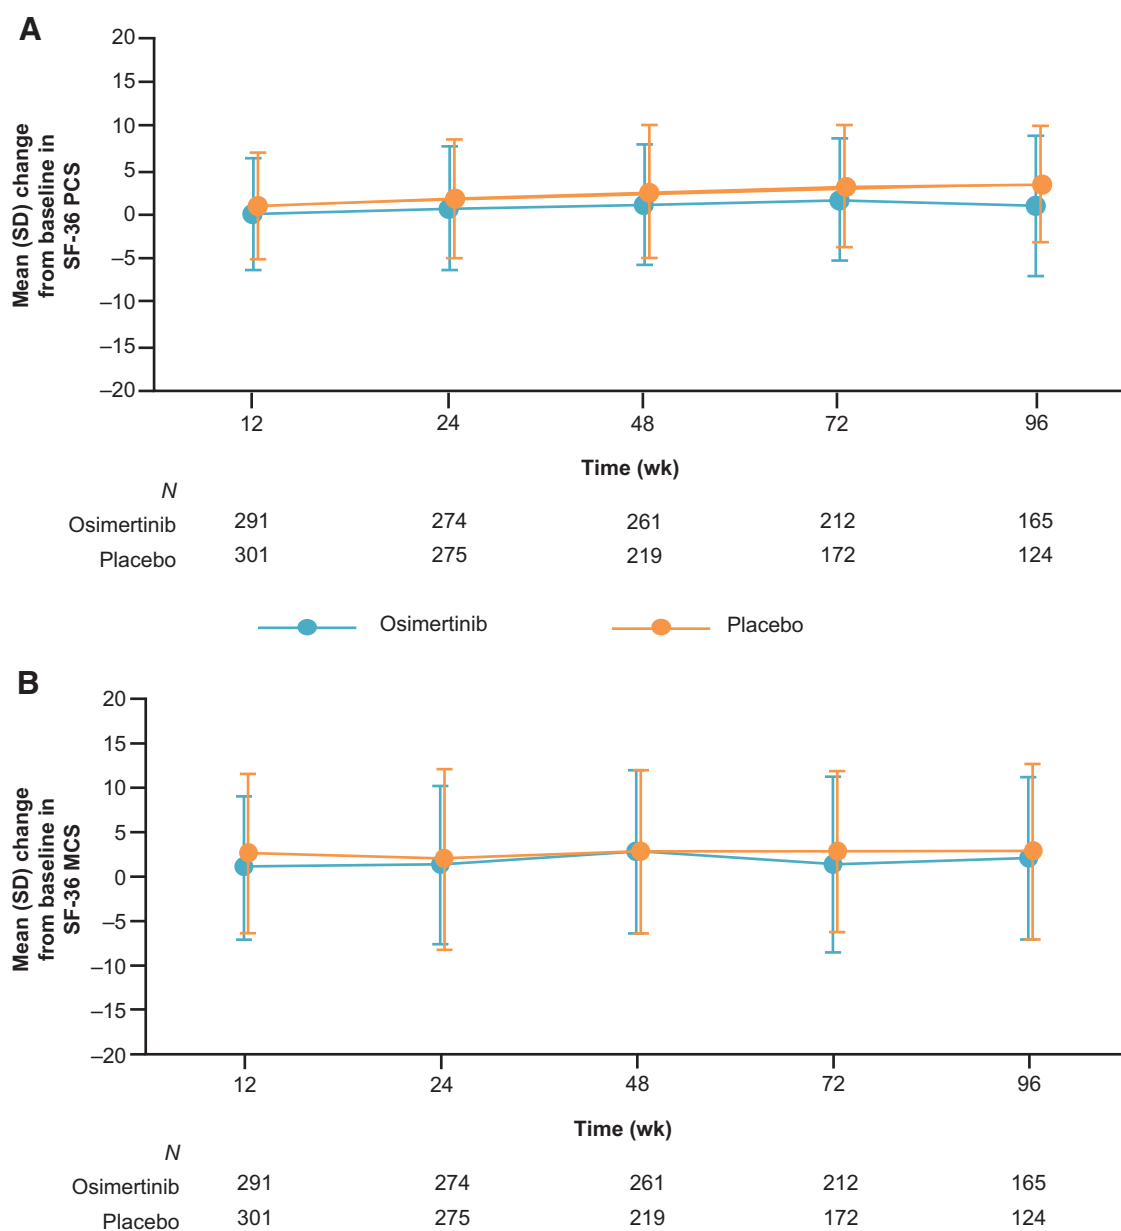 A
20
15
10
5
0
–5
–10
–15
–20
Mean (SD) change
from baseline in
SF-36 PCS
12 24 48 72 96
Time (wk)
N
Osimertinib 291 274 261 212 165
Placebo 301 275 219 172 124
Osimertinib Placebo
B
20
15
10
5
0
–5
–10
–15
–20
Mean (SD) change
from baseline in
SF-36 MCS
12 24 48 72 96
Time (wk)
N
Osimertinib 291 274 261 212 165
Placebo 301 275 219 172 124